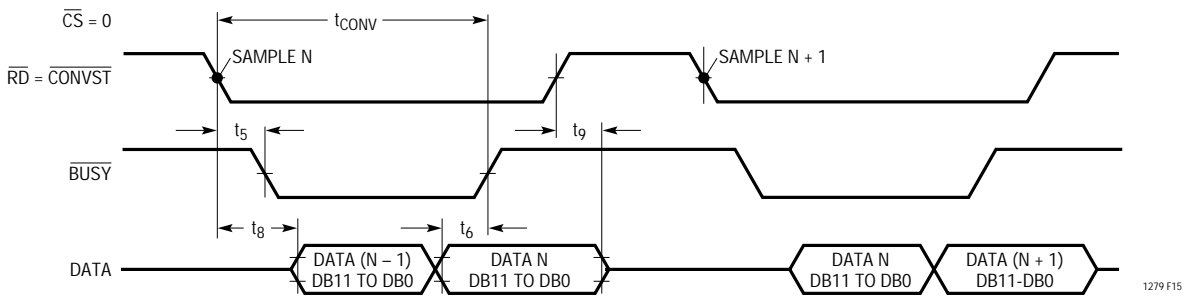 CS = 0
tCONV
SAMPLE N
SAMPLE N + 1
RD = CONVST
t5
t9
BUSY
t8
t6
DATA
DATA (N – 1)
DB11 TO DB0
DATA N
DB11 TO DB0
DATA N
DB11 TO DB0
DATA (N + 1)
DB11-DB0
1279 F15